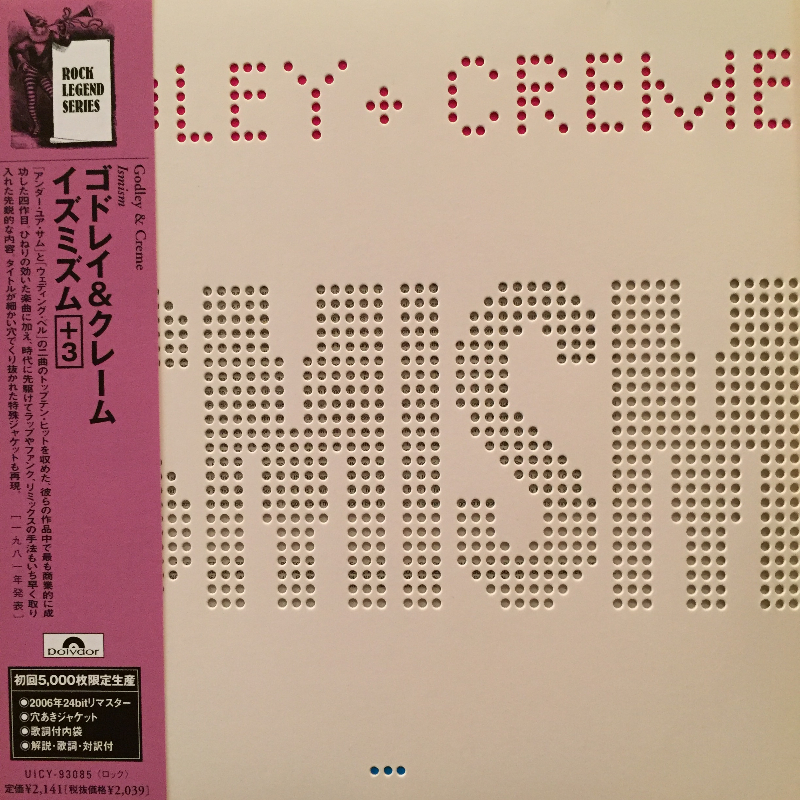 ROCK
LEGEND
SERIES
Godley & Creme
Ismism
ゴドレイ&クレーム
イズミズム+3
「アンダー・ユア・サム」と「ウェディング・ベル」の二曲のトップテン・ヒットを収めた、彼らの作品中で最も商業的に成
功した四作目。ひねりの効いた楽曲に加え、時代に先駆けてラップやファンク、リミックスの手法もいち早く取り
入れた先鋭的な内容。タイトルが細かい穴でくり抜かれた特殊ジャケットも再現。 [一九八一年発表]
Polydor
初回5,000枚限定生産
◉2006年24bitリマスター
◉穴あきジャケット
◉歌詞付内袋
◉解説・歌詞・対訳付
UICY-93085 (ロック)
定価¥2,141[税抜価格¥2,039]
LEY + CREME
MISM